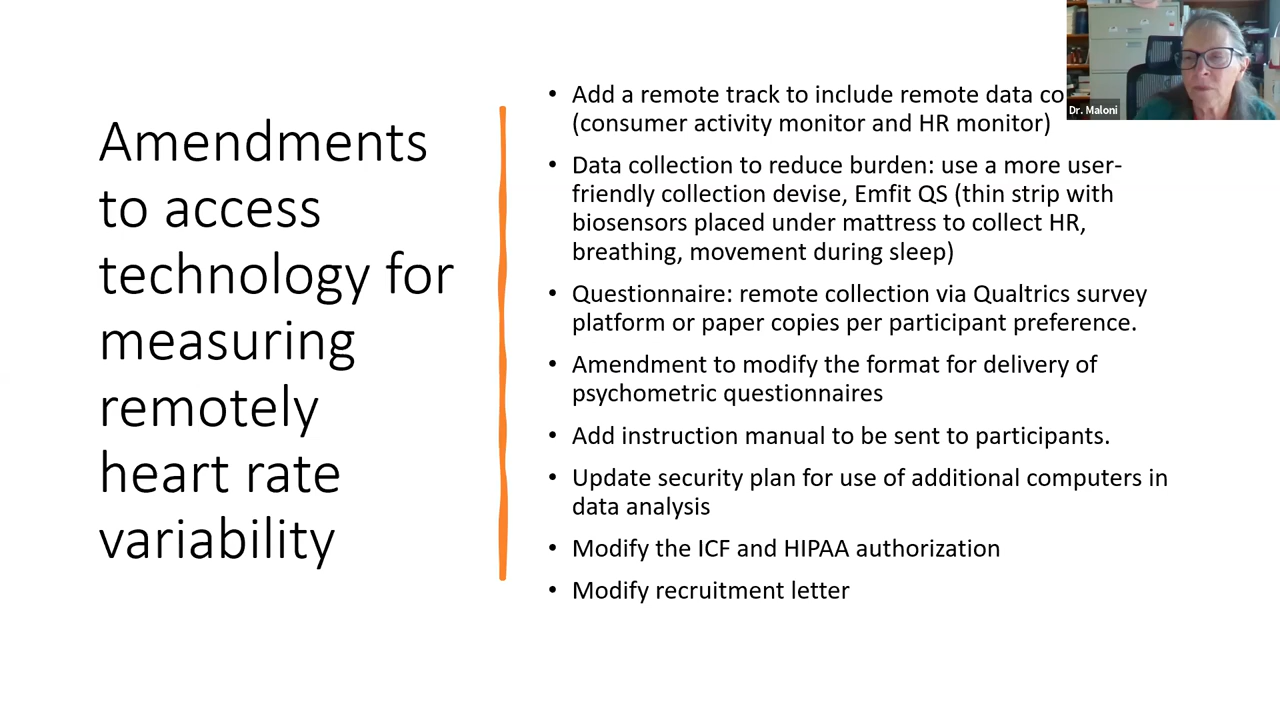 Amendments
to access
technology for
measuring
remotely
heart rate
variability
• Add a remote track to include remote data
(consumer activity monitor and HR monitor)
• Data collection to reduce burden: use a more user-
friendly collection devise, Emfit QS (thin strip with
biosensors placed under mattress to collect HR,
breathing, movement during sleep)
• Questionnaire: remote collection via Qualtrics survey
platform or paper copies per participant preference.
• Amendment to modify the format for delivery of
psychometric questionnaires
• Add instruction manual to be sent to participants.
• Update security plan for use of additional computers in
data analysis
• Modify the ICF and HIPAA authorization
• Modify recruitment letter
Dr. Maloni